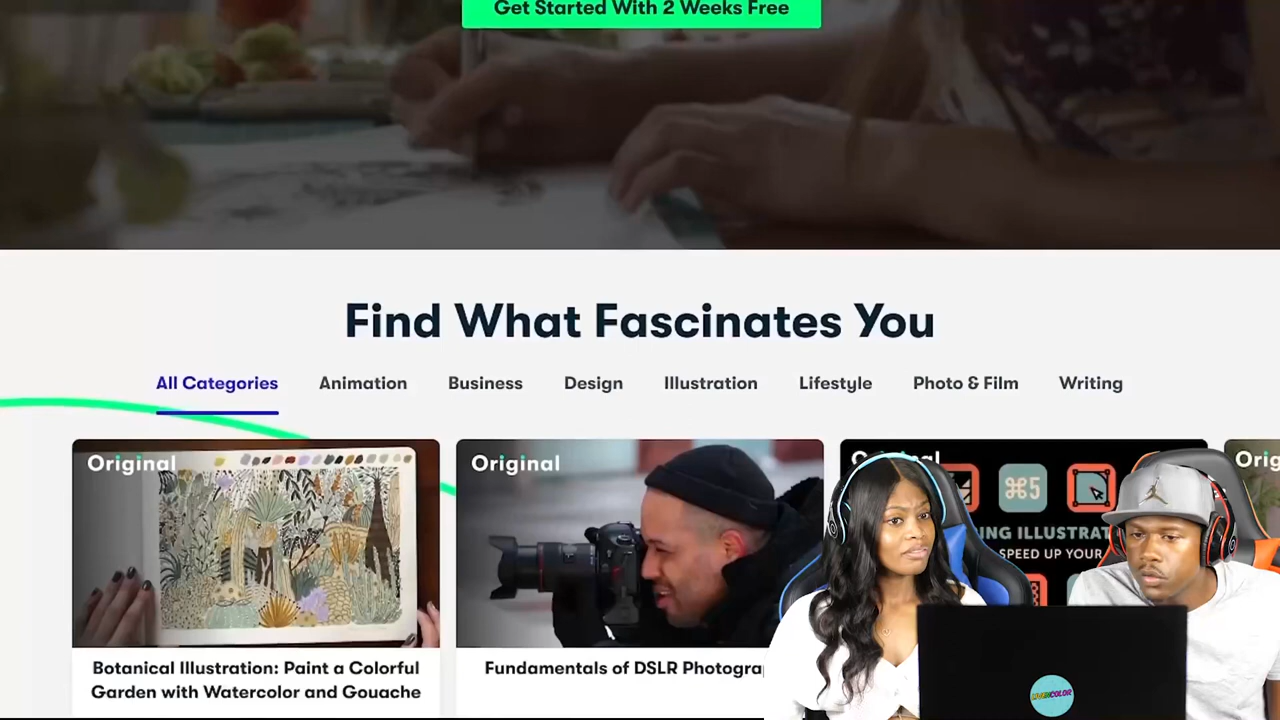 Get Started With 2 Weeks Free
Find What Fascinates You
All Categories Animation Business Design Illustration Lifestyle Photo & Film Writing
Original
Original
⌘5
SPEED UP YOUR
Botanical Illustration: Paint a Colorful
Garden with Watercolor and Gouache
Fundamentals of DSLR